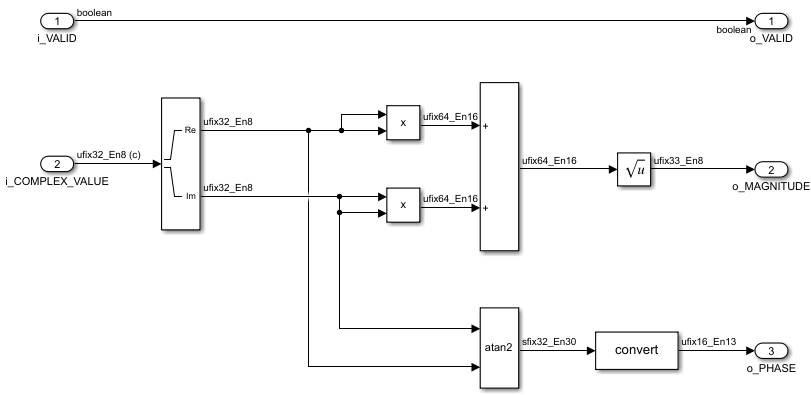 boolean
1
i_VALID
boolean
1
o_VALID
ufix32_En8 (c)
2
i_COMPLEX_VALUE
Re
Im
ufix32_En8
ufix32_En8
x
x
ufix64_En16
ufix64_En16
+
+
ufix64_En16
√u
ufix33_En8
2
o_MAGNITUDE
atan2
sfix32_En30
convert
ufix16_En13
3
o_PHASE